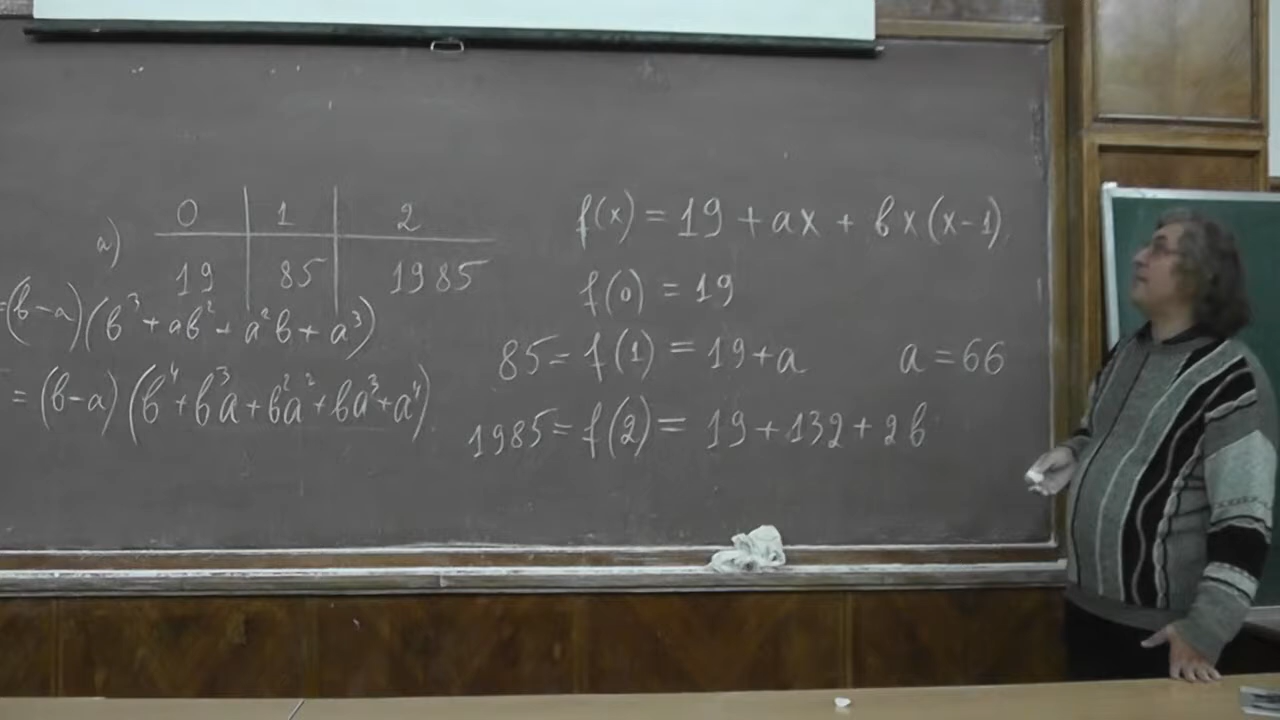 a)
0 | 1 | 2
19 | 85 | 1985
=(b-a)(b³+ab²+a²b+a³)
=(b-a)(b⁴+b³a+b²a²+ba³+a⁴)
f(x) = 19 + ax + bx(x-1)
f(0) = 19
85 = f(1) = 19+a a = 66
1985 = f(2) = 19+132+2b